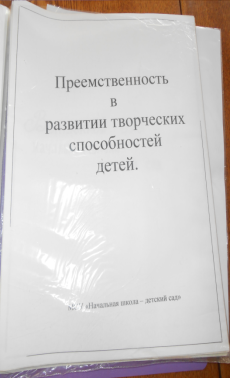 Преемственность
в
развитии творческих
способностей
детей.
«Начальная школа – детский сад»